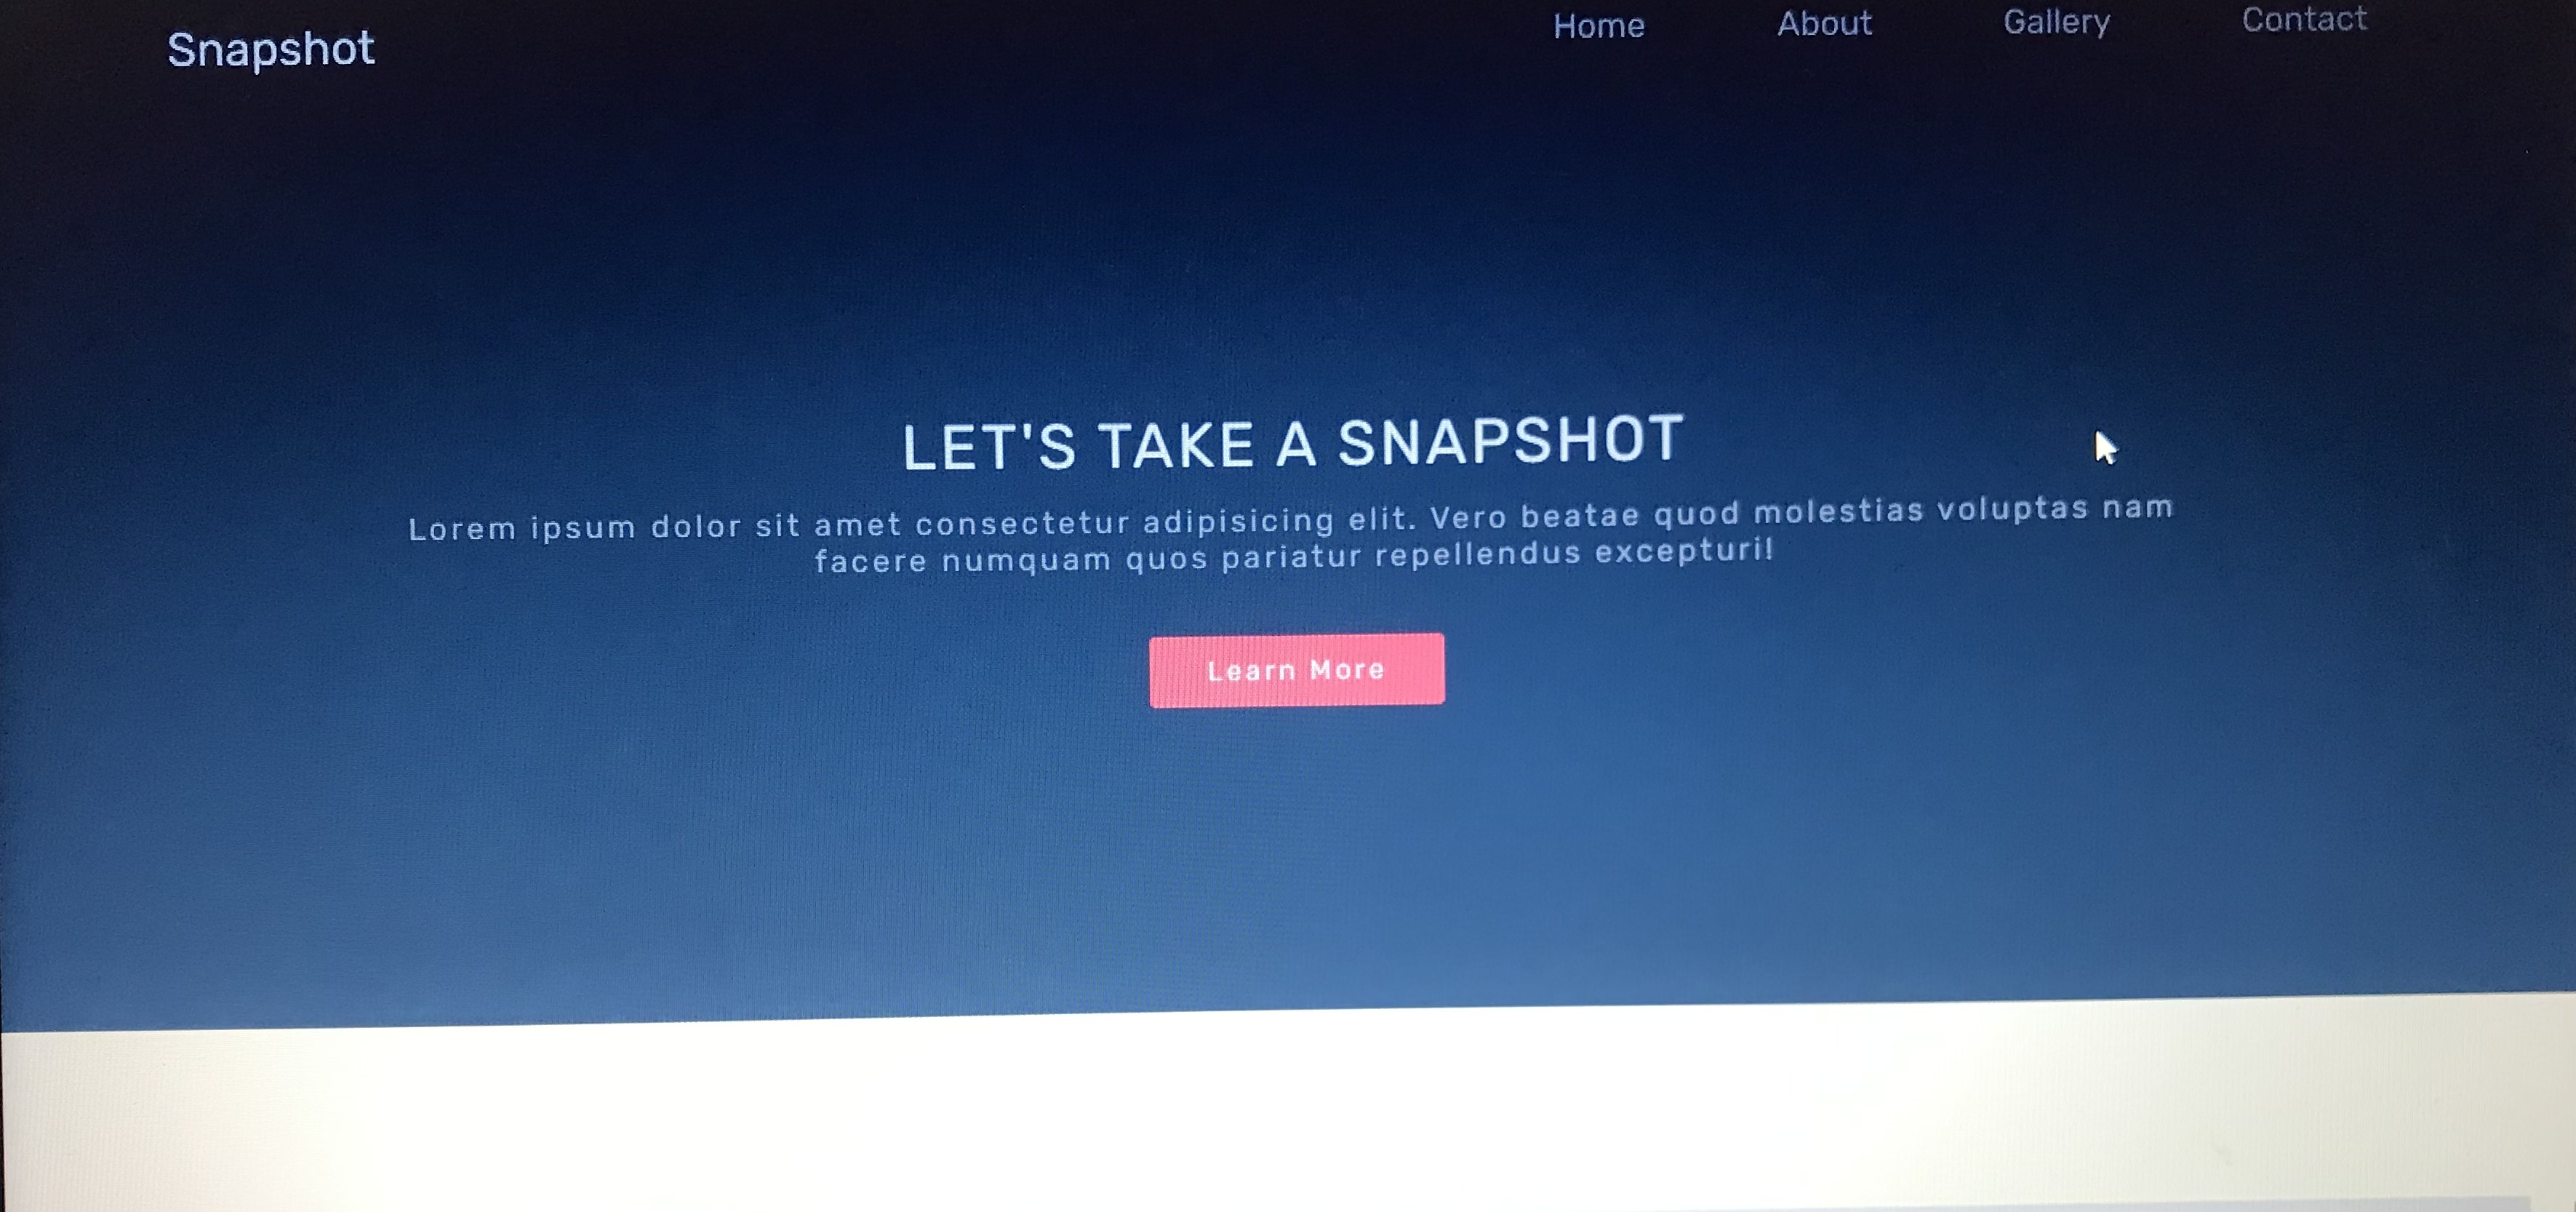 Snapshot
Home About Gallery Contact
LET'S TAKE A SNAPSHOT
Lorem ipsum dolor sit amet consectetur adipisicing elit. Vero beatae quod molestias voluptas nam
facere numquam quos pariatur repellendus excepturi!
Learn More